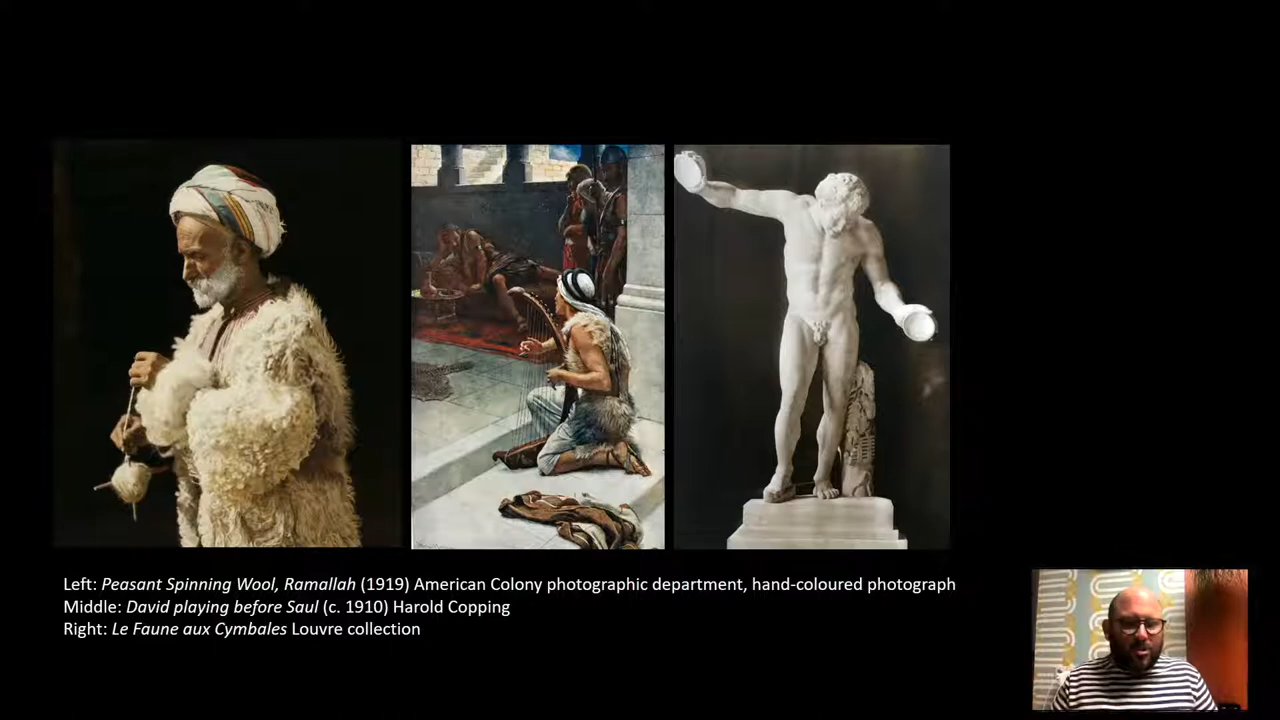 Left: Peasant Spinning Wool, Ramallah (1919) American Colony photographic department, hand-coloured photograph
Middle: David playing before Saul (c. 1910) Harold Copping
Right: Le Faune aux Cymbales Louvre collection